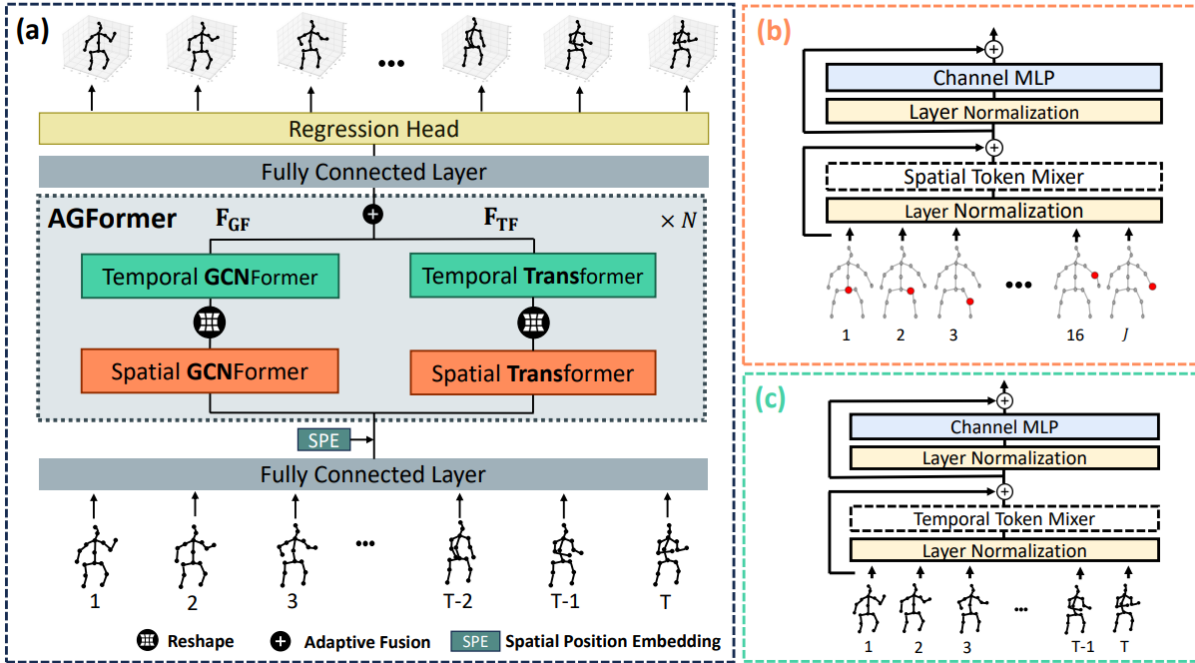 (a)
Regression Head
Fully Connected Layer
AGFormer
F_GF
F_TF
× N
Temporal GCNFormer
Temporal Transformer
Spatial GCNFormer
Spatial Transformer
SPE
Fully Connected Layer
1 2 3 T-2 T-1 T
Reshape
Adaptive Fusion
SPE Spatial Position Embedding
(b)
Channel MLP
Layer Normalization
Spatial Token Mixer
Layer Normalization
1 2 3 16 J
(c)
Channel MLP
Layer Normalization
Temporal Token Mixer
Layer Normalization
1 2 3 T-1 T